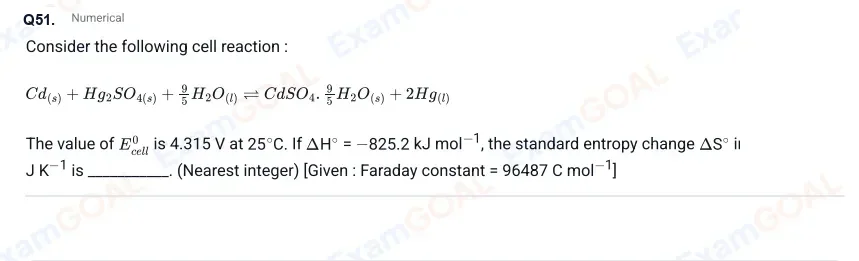 Q51. Numerical
Consider the following cell reaction :
Cd(s) + Hg₂SO₄(s) + 9/5 H₂O(l) ⇌ CdSO₄. 9/5 H₂O(s) + 2Hg(l)
The value of E⁰cell is 4.315 V at 25°C. If ΔH° = −825.2 kJ mol⁻¹, the standard entropy change ΔS° i
J K⁻¹ is __________. (Nearest integer) [Given : Faraday constant = 96487 C mol⁻¹]